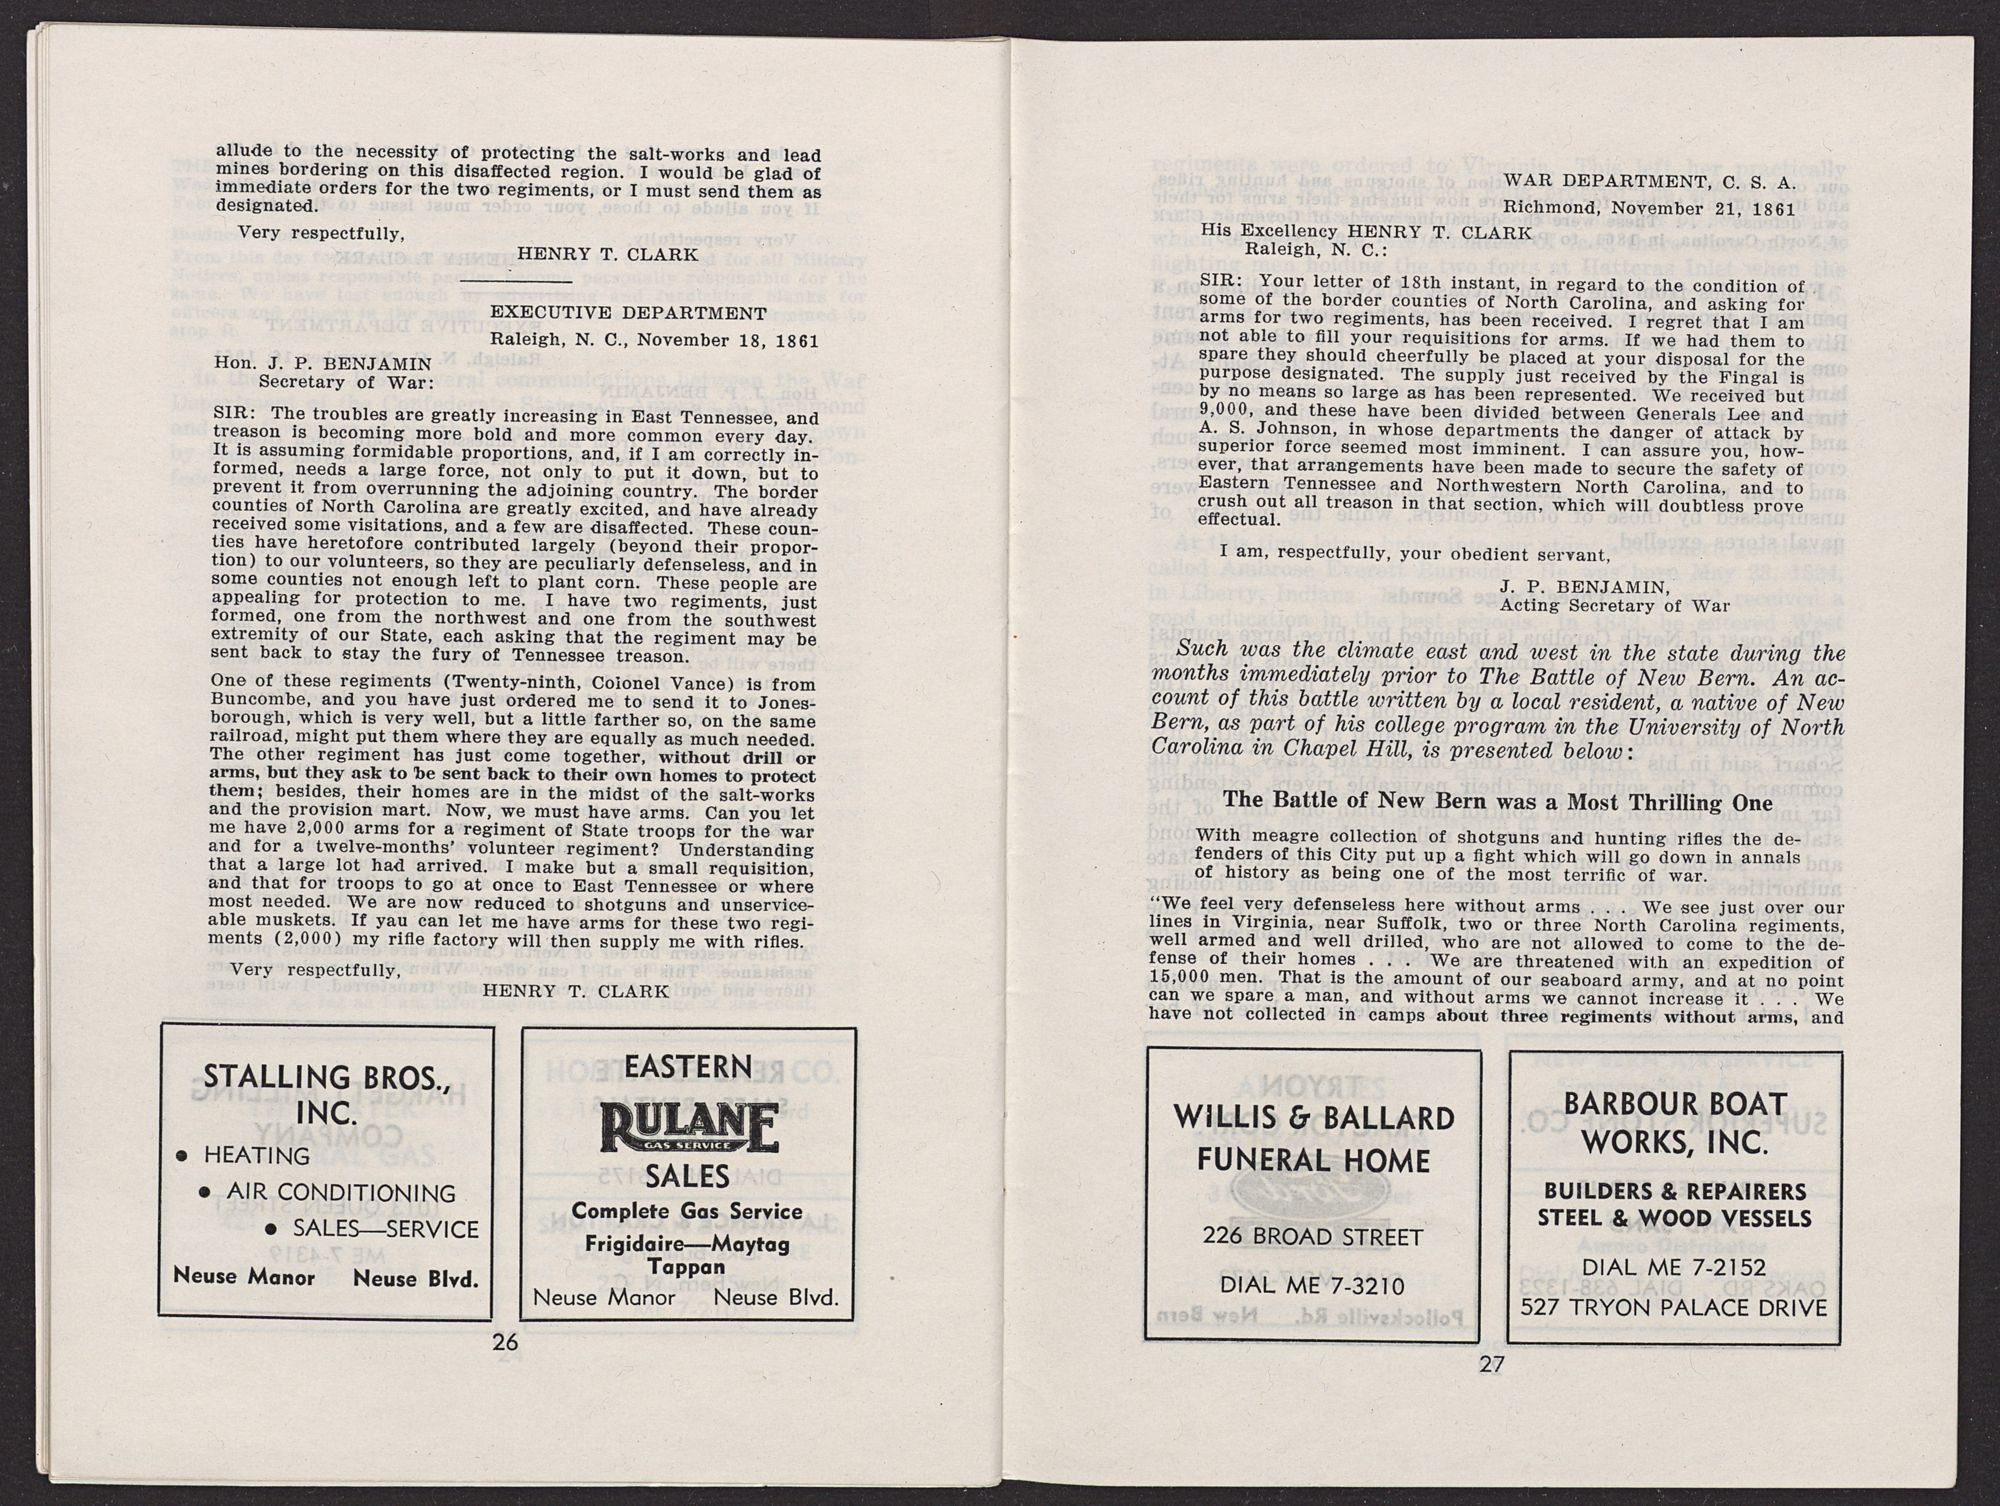 allude to the necessity of protecting the salt-works and lead
mines bordering on this disaffected region. I would be glad of
immediate orders for the two regiments, or I must send them as
designated.
Very respectfully,
HENRY T. CLARK
EXECUTIVE DEPARTMENT
Raleigh, N. C., November 18, 1861
Hon. J. P. BENJAMIN
Secretary of War:
SIR: The troubles are greatly increasing in East Tennessee, and
treason is becoming more bold and more common every day.
It is assuming formidable proportions, and, if I am correctly in-
formed, needs a large force, not only to put it down, but to
prevent it from overrunning the adjoining country. The border
counties of North Carolina are greatly excited, and have already
received some visitations, and a few are disaffected. These coun-
ties have heretofore contributed largely (beyond their propor-
tion) to our volunteers, so they are peculiarly defenseless, and in
some counties not enough left to plant corn. These people are
appealing for protection to me. I have two regiments, just
formed, one from the northwest and one from the southwest
extremity of our State, each asking that the regiment may be
sent back to stay the fury of Tennessee treason.
One of these regiments (Twenty-ninth, Colonel Vance) is from
Buncombe, and you have just ordered me to send it to Jones-
borough, which is very well, but a little farther so, on the same
railroad, might put them where they are equally as much needed.
The other regiment has just come together, without drill or
arms, but they ask to be sent back to their own homes to protect
them; besides, their homes are in the midst of the salt-works
and the provision mart. Now, we must have arms. Can you let
me have 2,000 arms for a regiment of State troops for the war
and for a twelve-months' volunteer regiment? Understanding
that a large lot had arrived. I make but a small requisition,
and that for troops to go at once to East Tennessee or where
most needed. We are now reduced to shotguns and unservice-
able muskets. If yau can let me have arms for these two regi-
ments (2,000) my rifle factory will then supply me with rifles.
Very respectfully,
HENRY T. CLARK
STALLING BROS.,
INC.
• HEATING
• AIR CONDITIONING
• SALES—SERVICE
Neuse Manor Neuse Blvd.
EASTERN
RULANE
GAS SERVICE
SALES
Complete Gas Service
Frigidaire—Maytag
Tappan
Neuse Manor Neuse Blvd.
26
WAR DEPARTMENT, C. S. A.
Richmond, November 21, 1861
His Excellency HENRY T. CLARK
Raleigh, N. C.:
SIR: Your letter of 18th instant, in regard to the condition of
some of the border counties of North Carolina, and asking for
arms for two regiments, has been received. I regret that I am
not able to fill your requisitions for arms. If we had them to
spare they should cheerfully be placed at your disposal for the
purpose designated. The supply just received by the Fingal is
by no means so large as has been represented. We received but
9,000, and these have been divided between Generals Lee and
A. S. Johnson, in whose departments the danger of attack by
superior force seemed most imminent. I can assure you, how-
ever, that arrangements have been made to secure the safety of
Eastern Tennessee and Northwestern North Carolina, and to
crush out all treason in that section, which will doubtless prove
effectual.
I am, respectfully, your obedient servant,
J. P. BENJAMIN,
Acting Secretary of War
Such was the climate east and west in the state during the
months immediately prior to The Battle of New Bern. An ac-
count of this battle written by a local resident, a native of New
Bern, as part of his college program in the University of North
Carolina in Chapel Hill, is presented below:
The Battle of New Bern was a Most Thrilling One
With meagre collection of shotguns and hunting rifles the de-
fenders of this City put up a fight which will go down in annals
of history as being one of the most terrific of war.
"We feel very defenseless here without arms . . . We see just over our
lines in Virginia, near Suffolk, two or three North Carolina regiments,
well armed and well drilled, who are not allowed to come to the de-
fense of their homes . . . We are threatened with an expedition of
15,000 men. That is the amount of our seaboard army, and at no point
can we spare a man, and without arms we cannot increase it . . . We
have not collected in camps about three regiments without arms, and
WILLIS & BALLARD
FUNERAL HOME
226 BROAD STREET
DIAL ME 7-3210
BARBOUR BOAT
WORKS, INC.
BUILDERS & REPAIRERS
STEEL & WOOD VESSELS
DIAL ME 7-2152
527 TRYON PALACE DRIVE
27